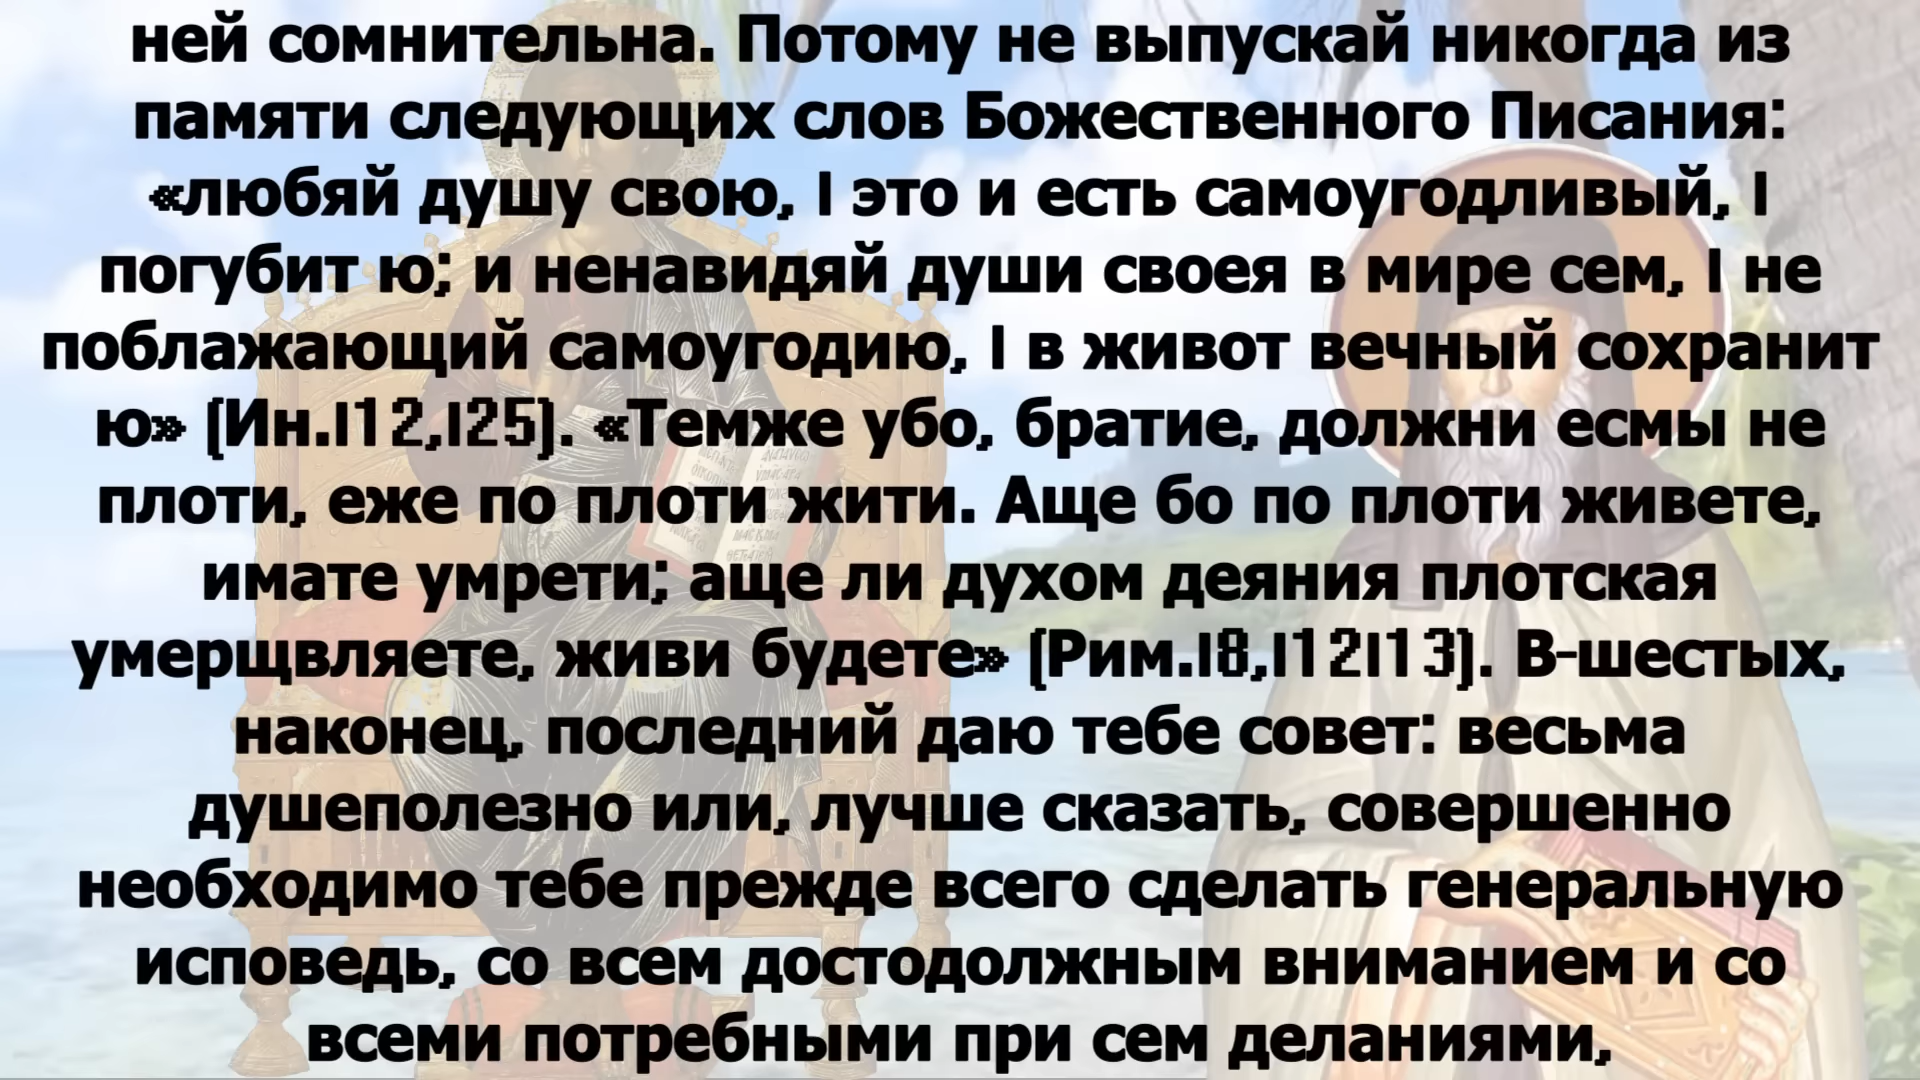 ней сомнительна. Потому не выпускай никогда из
памяти следующих слов Божественного Писания:
«любяй душу свою, | это и есть самоугодливый, |
погубит ю; и ненавидяй души своея в мире сем, | не
поблажающий самоугодию, | в живот вечный сохранит
ю» (Ин.|12,|25). «Темже убо, братие, должни есмы не
плоти, еже по плоти жити. Аще бо по плоти живете,
имате умрети; аще ли духом деяния плотская
умерщвляете, живи будете» (Рим.|8,|12|13). В-шестых,
наконец, последний даю тебе совет: весьма
душеполезно или, лучше сказать, совершенно
необходимо тебе прежде всего сделать генеральную
исповедь, со всем достодолжным вниманием и со
всеми потребными при сем деланиями,